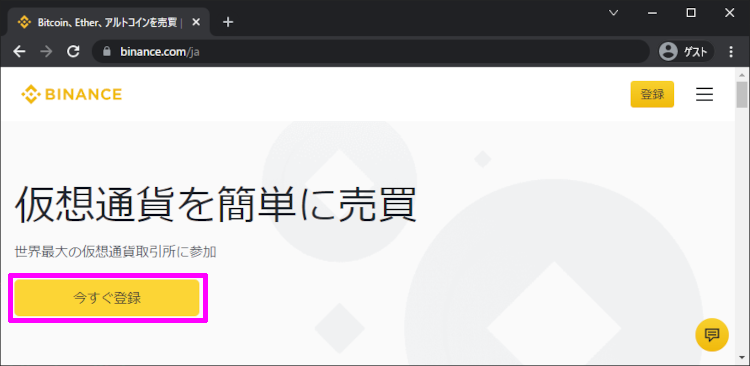 Bitcoin、Ether、アルトコインを売買 |
binance.com/ja
ゲスト
BINANCE
登録
仮想通貨を簡単に売買
世界最大の仮想通貨取引所に参加
今すぐ登録